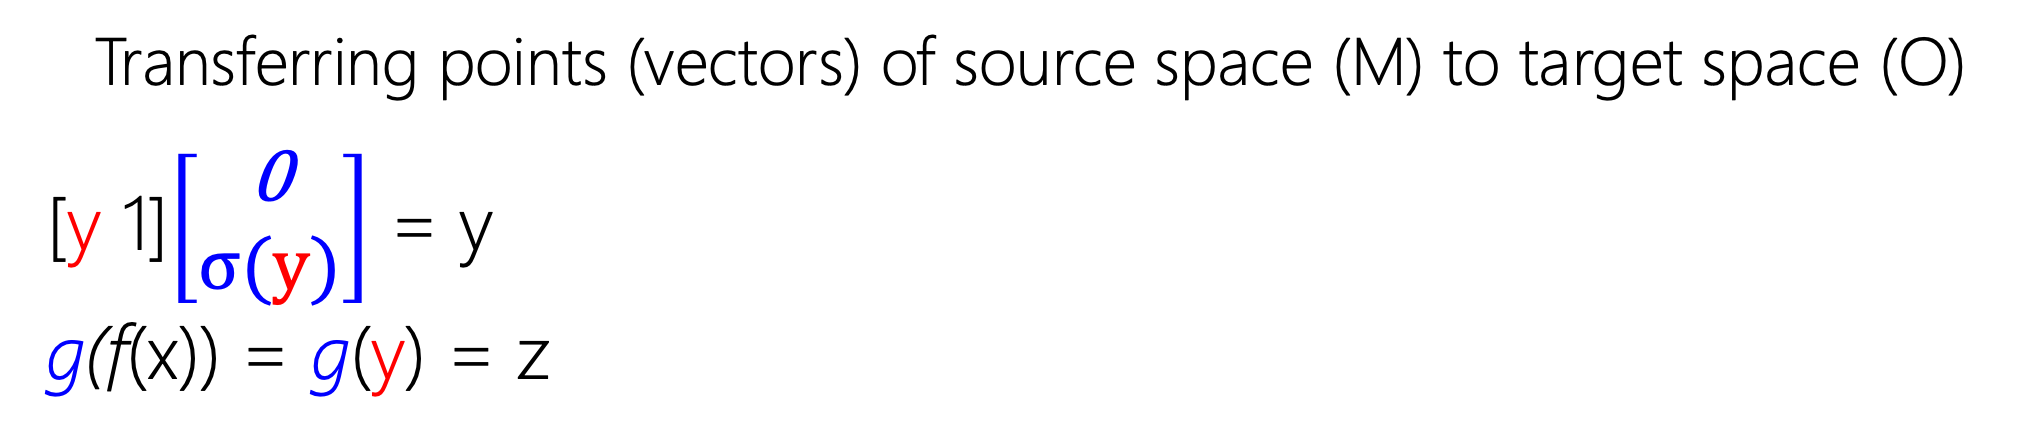 Transferring points (vectors) of source space (M) to target space (O)
[y 1] [0 σ(y)] = y
g(f(x)) = g(y) = z